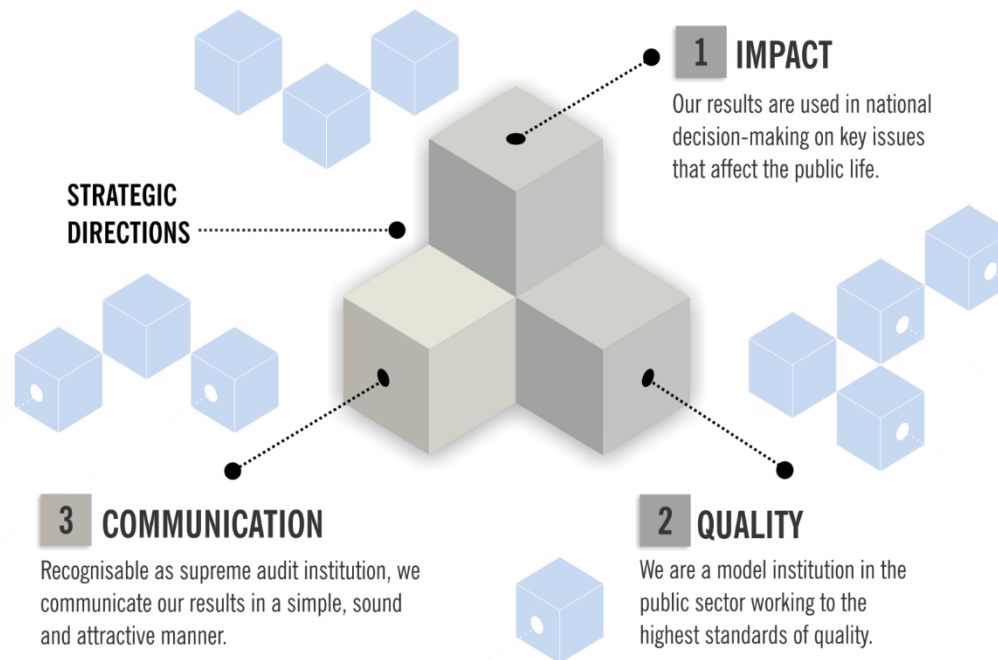 1 IMPACT
Our results are used in national
decision-making on key issues
that affect the public life.
STRATEGIC
DIRECTIONS
3 COMMUNICATION
Recognisable as supreme audit institution, we
communicate our results in a simple, sound
and attractive manner.
2 QUALITY
We are a model institution in the
public sector working to the
highest standards of quality.